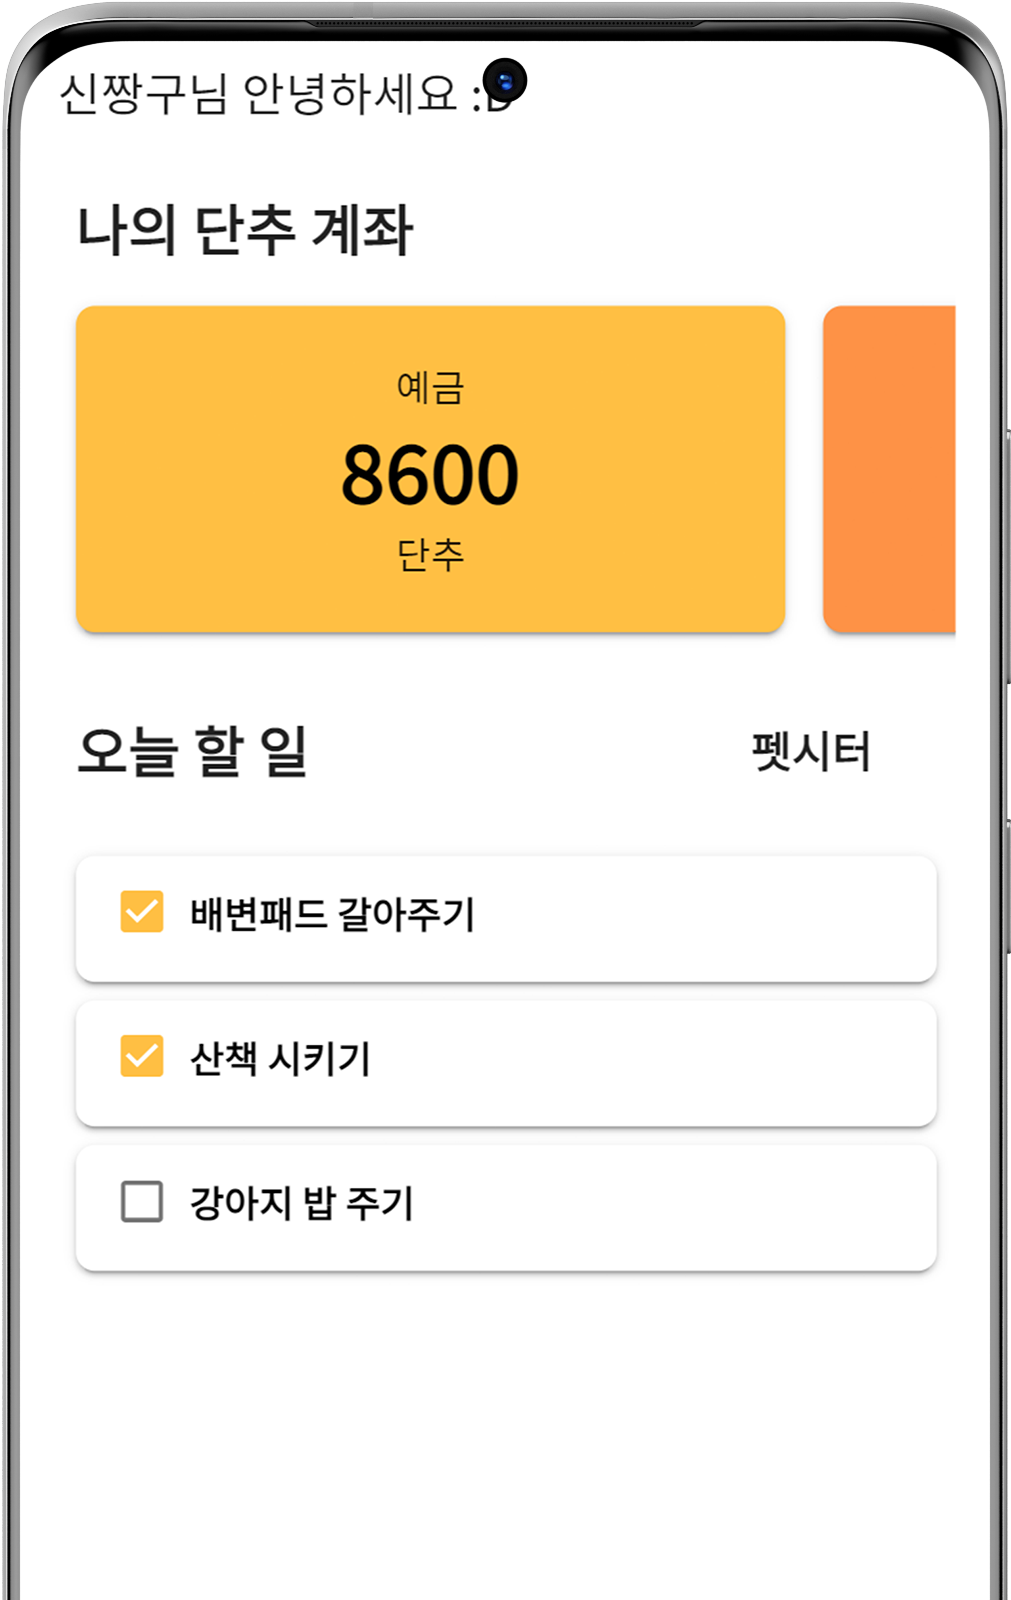 신짱구님 안녕하세요 :D
나의 단추 계좌
예금
8600
단추
오늘 할 일 펫시터
배변패드 갈아주기
산책 시키기
강아지 밥 주기